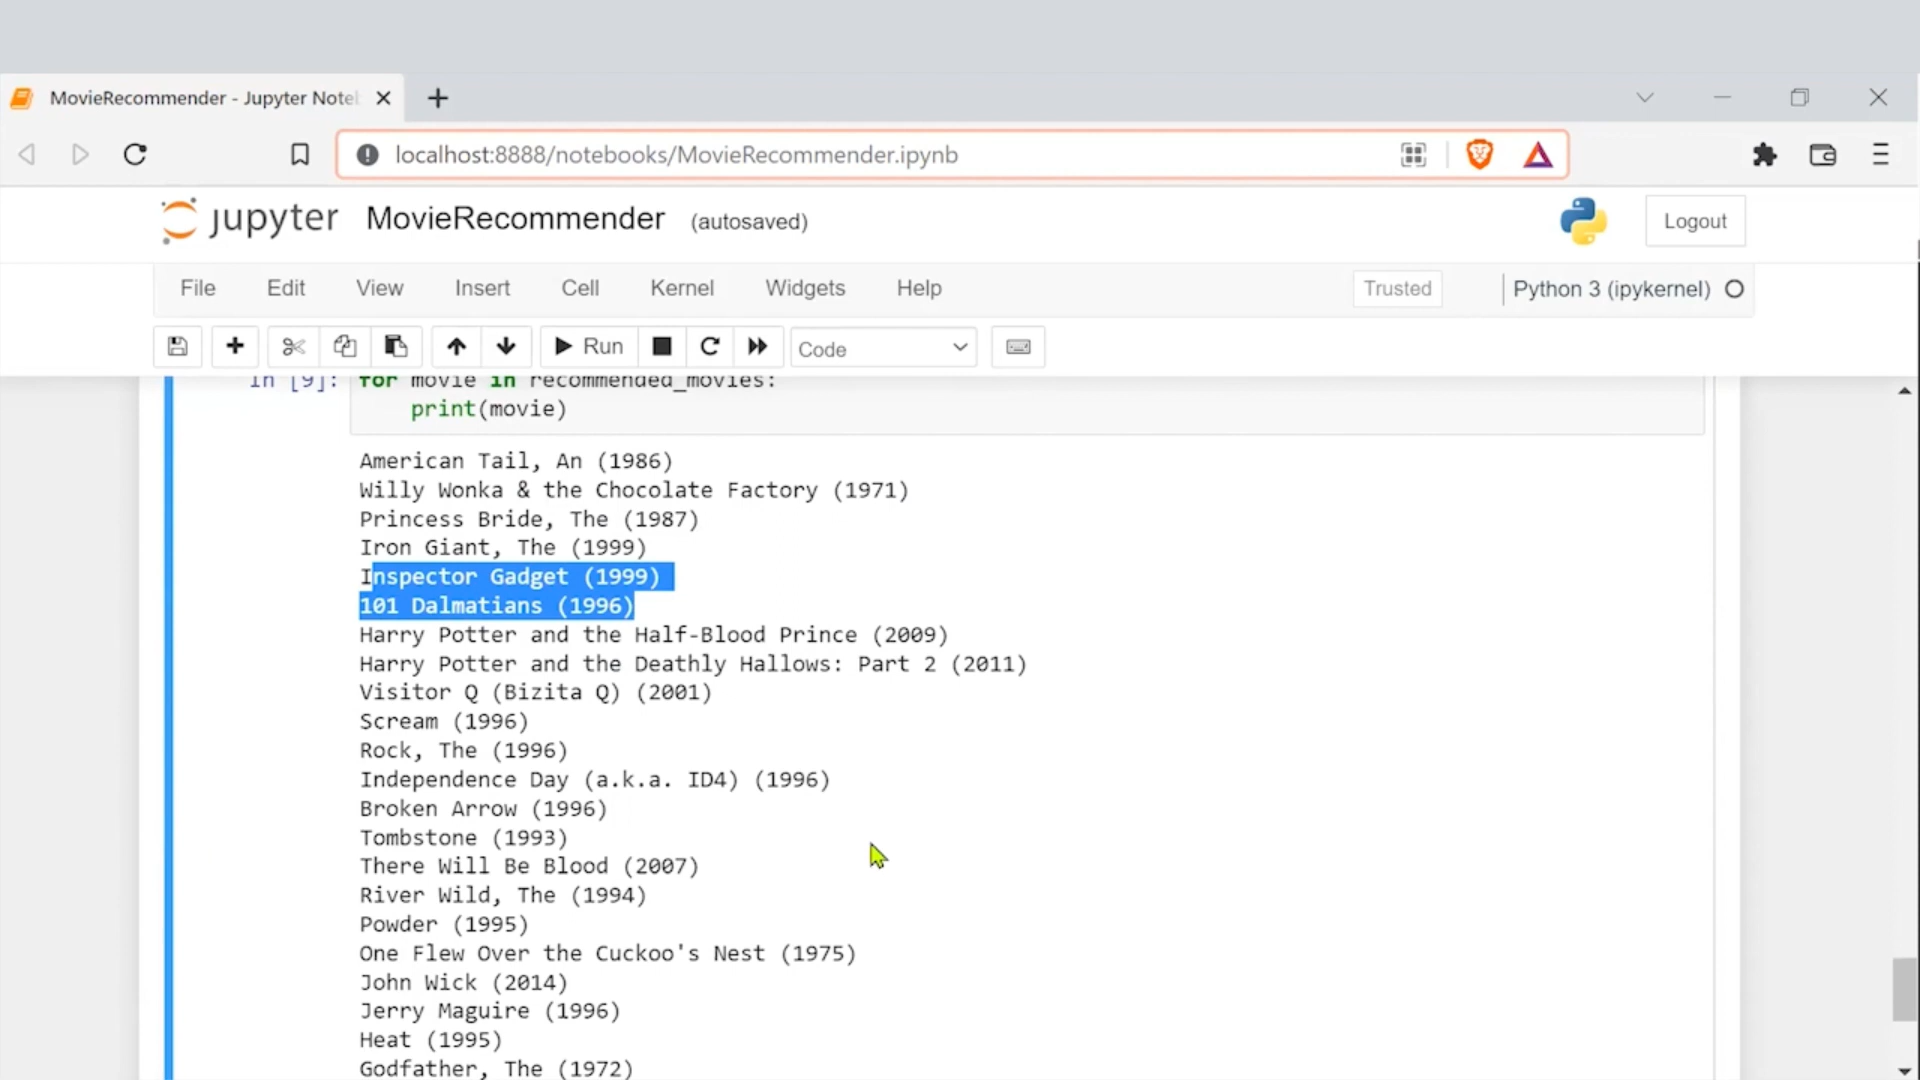 MovieRecommender - Jupyter Noteb
localhost:8888/notebooks/MovieRecommender.ipynb
jupyter MovieRecommender (autosaved)
Logout
File Edit View Insert Cell Kernel Widgets Help
Trusted
Python 3 (ipykernel)
Run
Code
In [9]: for movie in recommended_movies:
print(movie)
American Tail, An (1986)
Willy Wonka & the Chocolate Factory (1971)
Princess Bride, The (1987)
Iron Giant, The (1999)
Inspector Gadget (1999)
101 Dalmatians (1996)
Harry Potter and the Half-Blood Prince (2009)
Harry Potter and the Deathly Hallows: Part 2 (2011)
Visitor Q (Bizita Q) (2001)
Scream (1996)
Rock, The (1996)
Independence Day (a.k.a. ID4) (1996)
Broken Arrow (1996)
Tombstone (1993)
There Will Be Blood (2007)
River Wild, The (1994)
Powder (1995)
One Flew Over the Cuckoo's Nest (1975)
John Wick (2014)
Jerry Maguire (1996)
Heat (1995)
Godfather, The (1972)